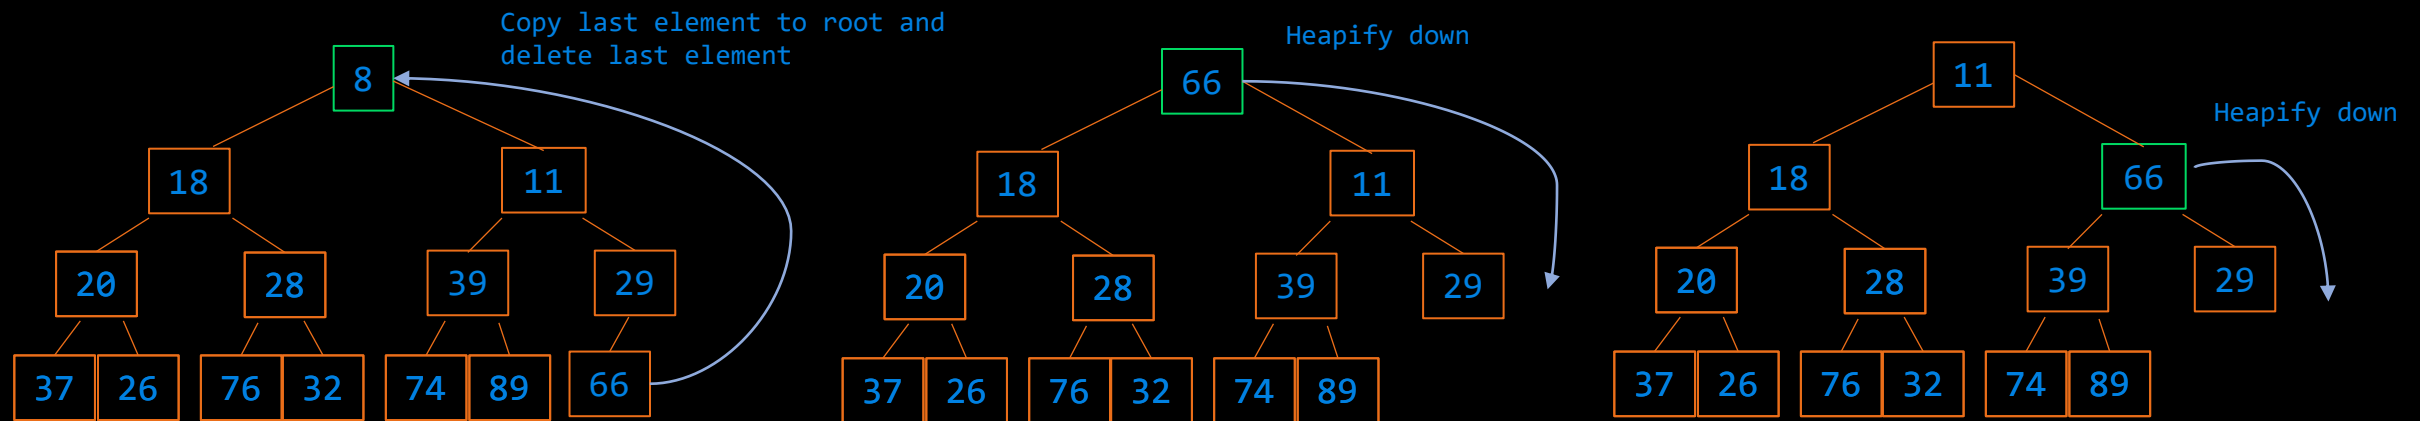 Copy last element to root and
delete last element
8
18 11
20 28 39 29
37 26 76 32 74 89 66
Heapify down
66
18 11
20 28 39 29
37 26 76 32 74 89
11
Heapify down
18 66
20 28 39 29
37 26 76 32 74 89